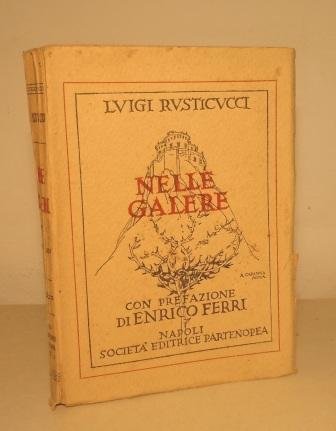 LVIGI RVSTICVCCI
NELLE
GALERE
CON PREFAZIONE
DI ENRICO FERRI
NAPOLI
SOCIETÀ EDITRICE PARTENOPEA